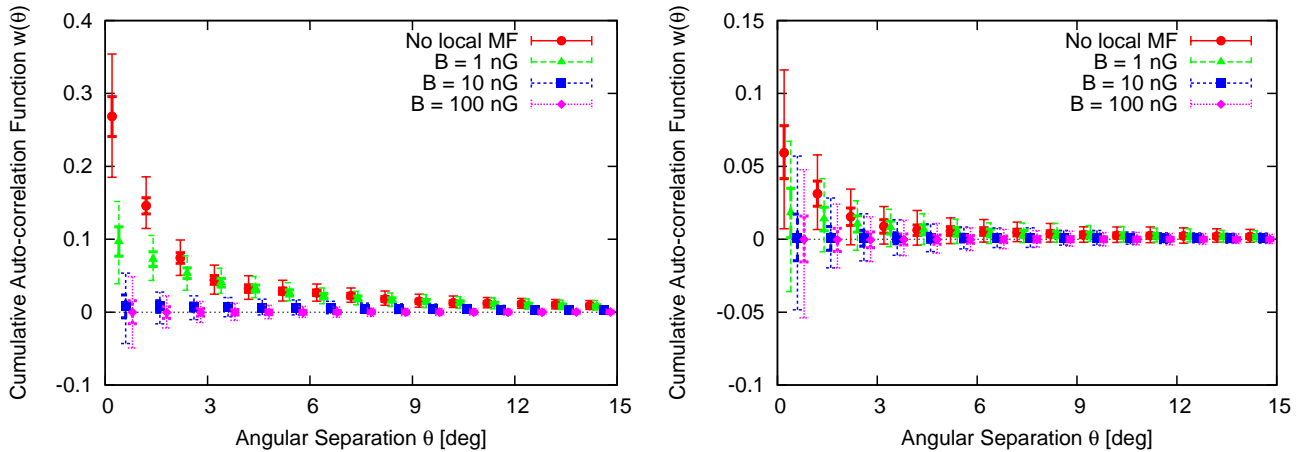 Cumulative Auto-correlation Function w(θ)
0.4
0.3
0.2
0.1
0
-0.1
No local MF
B = 1 nG
B = 10 nG
B = 100 nG
0 3 6 9 12 15
Angular Separation θ [deg]
Cumulative Auto-correlation Function w(θ)
0.15
0.1
0.05
0
-0.05
-0.1
No local MF
B = 1 nG
B = 10 nG
B = 100 nG
0 3 6 9 12 15
Angular Separation θ [deg]